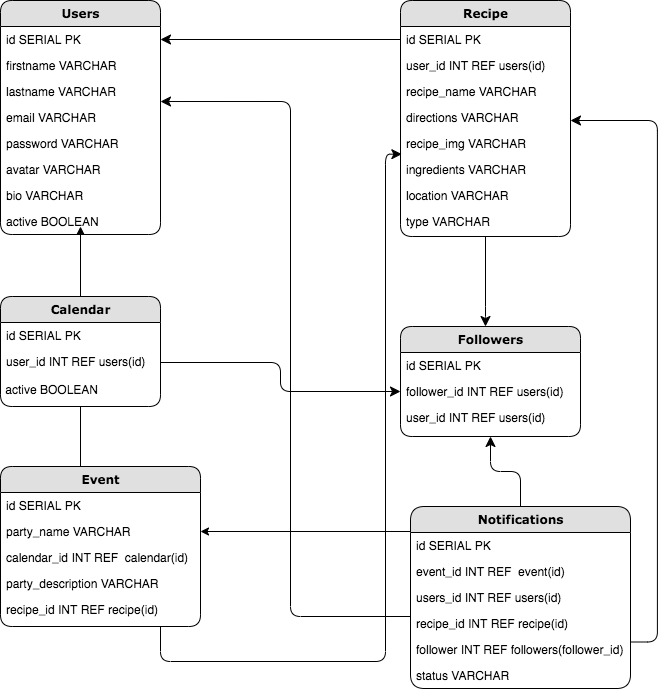 Users
id SERIAL PK
firstname VARCHAR
lastname VARCHAR
email VARCHAR
password VARCHAR
avatar VARCHAR
bio VARCHAR
active BOOLEAN
Recipe
id SERIAL PK
user_id INT REF users(id)
recipe_name VARCHAR
directions VARCHAR
recipe_img VARCHAR
ingredients VARCHAR
location VARCHAR
type VARCHAR
Calendar
id SERIAL PK
user_id INT REF users(id)
active BOOLEAN
Followers
id SERIAL PK
follower_id INT REF users(id)
user_id INT REF users(id)
Event
id SERIAL PK
party_name VARCHAR
calendar_id INT REF  calendar(id)
party_description VARCHAR
recipe_id INT REF recipe(id)
Notifications
id SERIAL PK
event_id INT REF  event(id)
users_id INT REF users(id)
recipe_id INT REF recipe(id)
follower INT REF followers(follower_id)
status VARCHAR